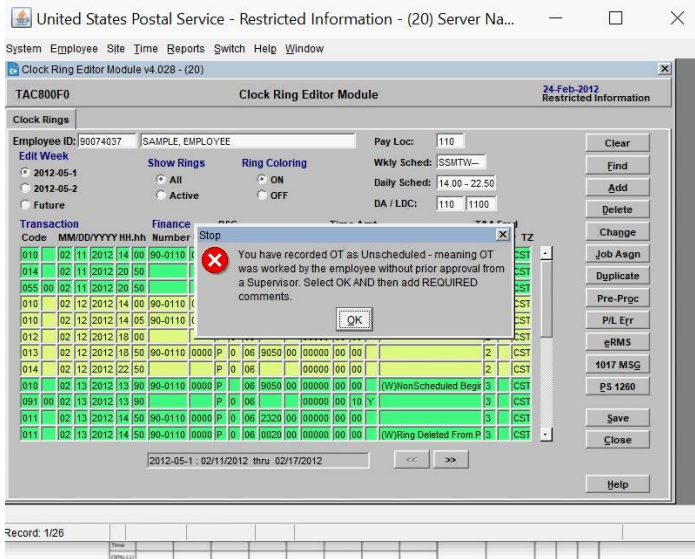 United States Postal Service - Restricted Information - (20) Server Na...
System Employee Site Time Reports Switch Help Window
Clock Ring Editor Module v4.028 - (20)
TAC800F0 Clock Ring Editor Module 24-Feb-2012
Restricted Information
Clock Rings
Employee ID: 90074037 SAMPLE, EMPLOYEE Pay Loc: 110 Clear
Edit Week Show Rings Ring Coloring Wkly Sched: SSMTW-- Find
2012-05-1 All ON Daily Sched: 14.00 - 22.50 Add
2012-05-2 Active OFF DA / LDC: 110 1100
Future Delete
Transaction Finance Change
Code MM/DD/YYYY HH.hh Number TZ
Stop
You have recorded OT as Unscheduled - meaning OT
was worked by the employee without prior approval from
a Supervisor. Select OK AND then add REQUIRED
comments.
OK
010 02 11 2012 14 00 90-0110 CST Job Asgn
014 02 11 2012 20 50 CST Duplicate
055 00 02 11 2012 20 50 CST
010 02 12 2012 14 00 90-0110 CST Pre-Proc
010 02 12 2012 14 05 90-0110 CST P/L Err
012 02 12 2012 18 00 CST
013 02 12 2012 18 50 90-0110 0000 P 0 06 9050 00 00000 00 00 2 CST eRMS
014 02 12 2012 22 50 P 0 06 00000 00 00 2 CST 1017 MSG
010 02 13 2012 13 90 90-0110 0000 P 0 06 9050 00 00000 00 00 (W)NonScheduled Begir 3 CST PS 1260
091 00 02 13 2012 13 90 P 0 06 00000 00 10 Y 3 CST
011 02 13 2012 14 50 90-0110 0000 P 0 06 2320 00 00000 00 00 3 CST Save
011 02 13 2012 14 50 90-0110 0000 P 0 06 0020 00 00000 00 00 (W)Ring Deleted From P 3 CST Close
2012-05-1 : 02/11/2012 thru 02/17/2012 << >>
Help
Record: 1/26